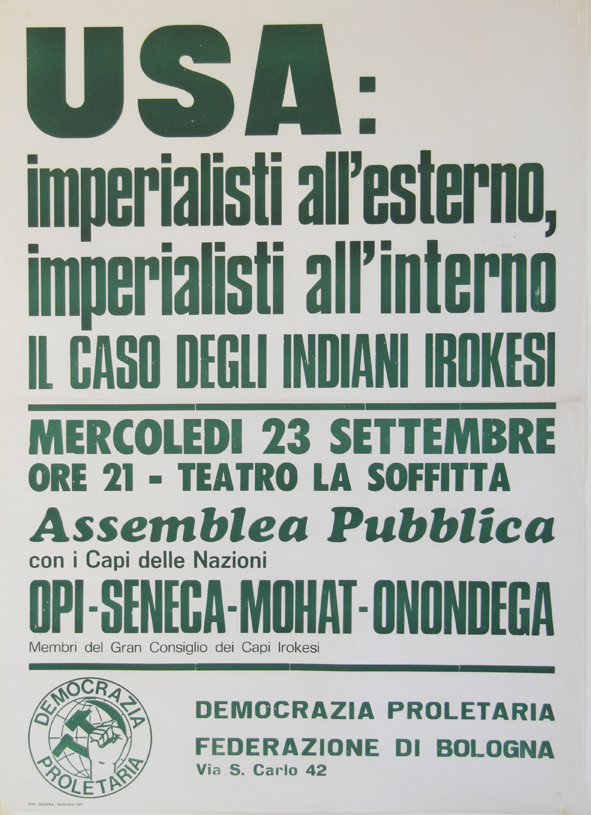 USA:
imperialisti all'esterno,
imperialisti all'interno
IL CASO DEGLI INDIANI IROKESI
MERCOLEDI 23 SETTEMBRE
ORE 21 - TEATRO LA SOFFITTA
Assemblea Pubblica
con i Capi delle Nazioni
OPI-SENECA-MOHAT-ONONDEGA
Membri del Gran Consiglio dei Capi Irokesi
DEMOCRAZIA
PROLETARIA
DEMOCRAZIA PROLETARIA
FEDERAZIONE DI BOLOGNA
Via S. Carlo 42